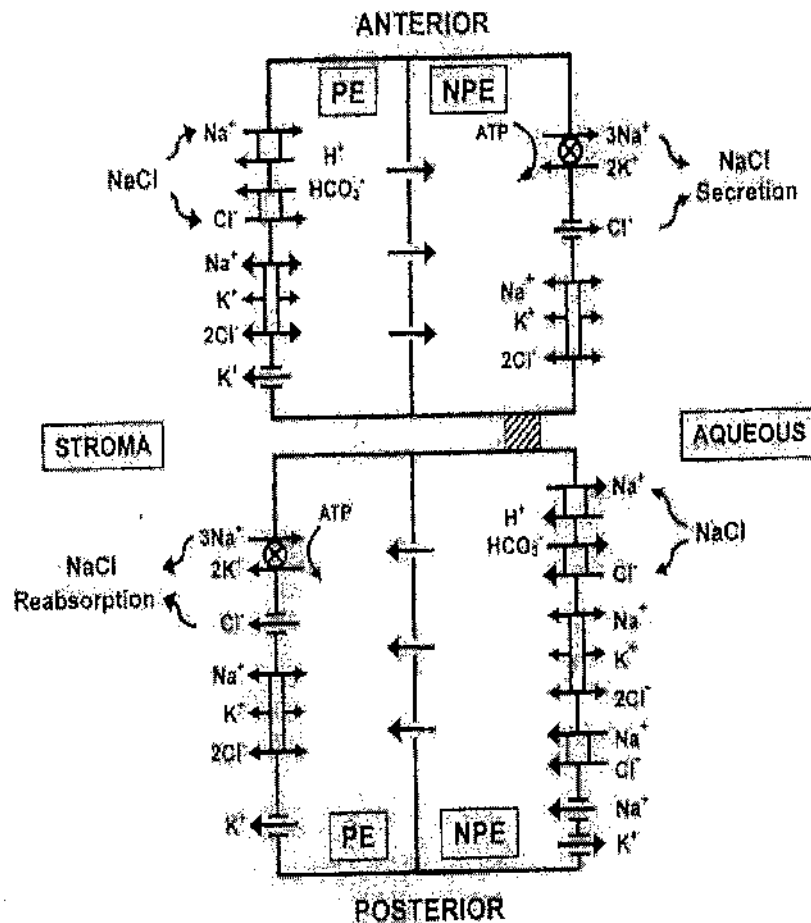 ANTERIOR
PE NPE
Na⁺ ATP 3Na⁺
H⁺ 2K⁺
NaCl NaCl
HCO₃⁻ Secretion
Cl⁻ Cl⁻
Na⁺ Na⁺
K⁺ K⁺
2Cl⁻ 2Cl⁻
K⁺
STROMA AQUEOUS
Na⁺
ATP H⁺
3Na⁺ HCO₃⁻ NaCl
NaCl 2K⁺ Cl⁻
Reabsorption
Cl⁻ Na⁺
Na⁺ K⁺
K⁺ 2Cl⁻
2Cl⁻ Na⁺
Cl⁻
K⁺ Na⁺
PE NPE K⁺
POSTERIOR